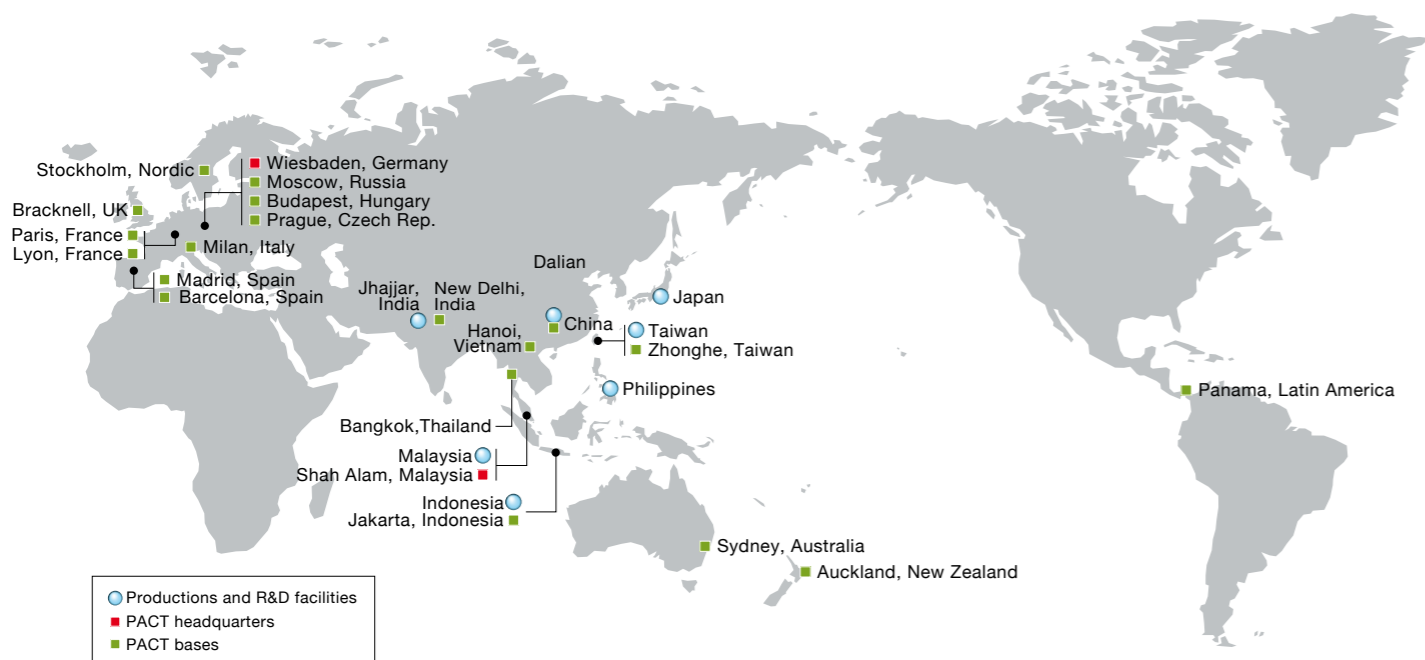 Stockholm, Nordic
Bracknell, UK
Paris, France
Lyon, France
Wiesbaden, Germany
Moscow, Russia
Budapest, Hungary
Prague, Czech Rep.
Milan, Italy
Madrid, Spain
Barcelona, Spain
Jhajjar,
India
New Delhi,
India
Dalian
China
Japan
Taiwan
Zhonghe, Taiwan
Hanoi,
Vietnam
Philippines
Bangkok,Thailand
Malaysia
Shah Alam, Malaysia
Indonesia
Jakarta, Indonesia
Panama, Latin America
Sydney, Australia
Auckland, New Zealand
Productions and R&D facilities
PACT headquarters
PACT bases